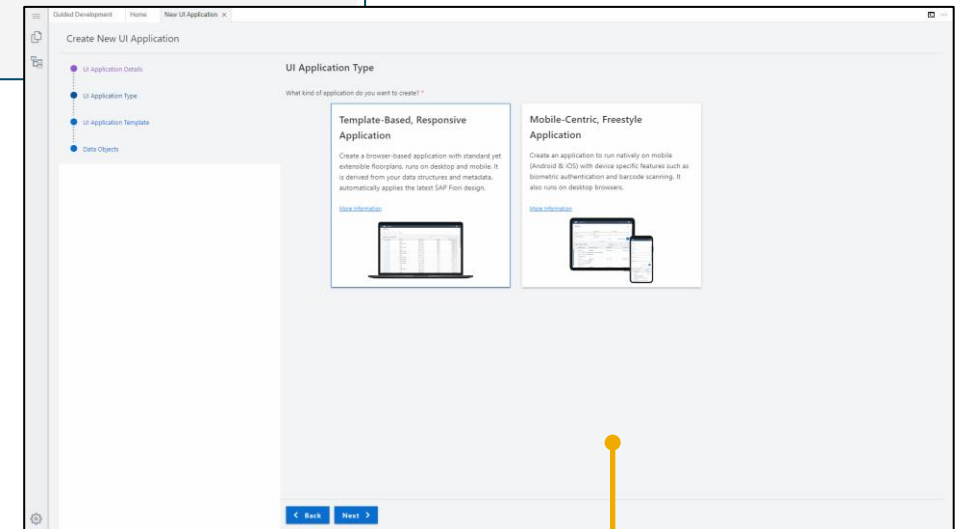 Guided Development Home New UI Application ×
Create New UI Application
UI Application Details
UI Application Type
UI Application Template
Data Objects
UI Application Type
What kind of application do you want to create? *
Template-Based, Responsive
Application
Create a browser-based application with standard yet
extensible floorplans, runs on desktop and mobile. It
is derived from your data structures and metadata,
automatically applies the latest SAP Fiori design.
More information
Mobile-Centric, Freestyle
Application
Create an application to run natively on mobile
(Android & iOS) with device specific features such as
biometric authentication and barcode scanning. It
also runs on desktop browsers.
More information
< Back Next >